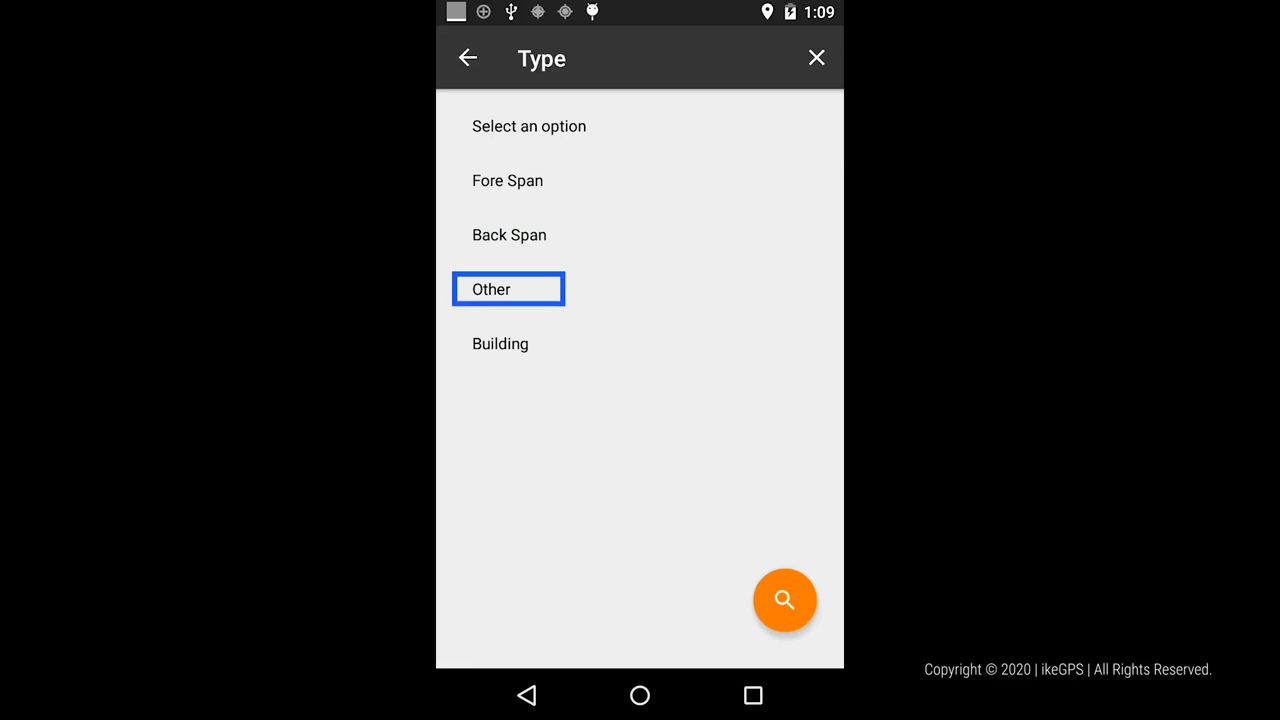 1:09
Type
Select an option
Fore Span
Back Span
Other
Building
Copyright © 2020 | ikeGPS | All Rights Reserved.